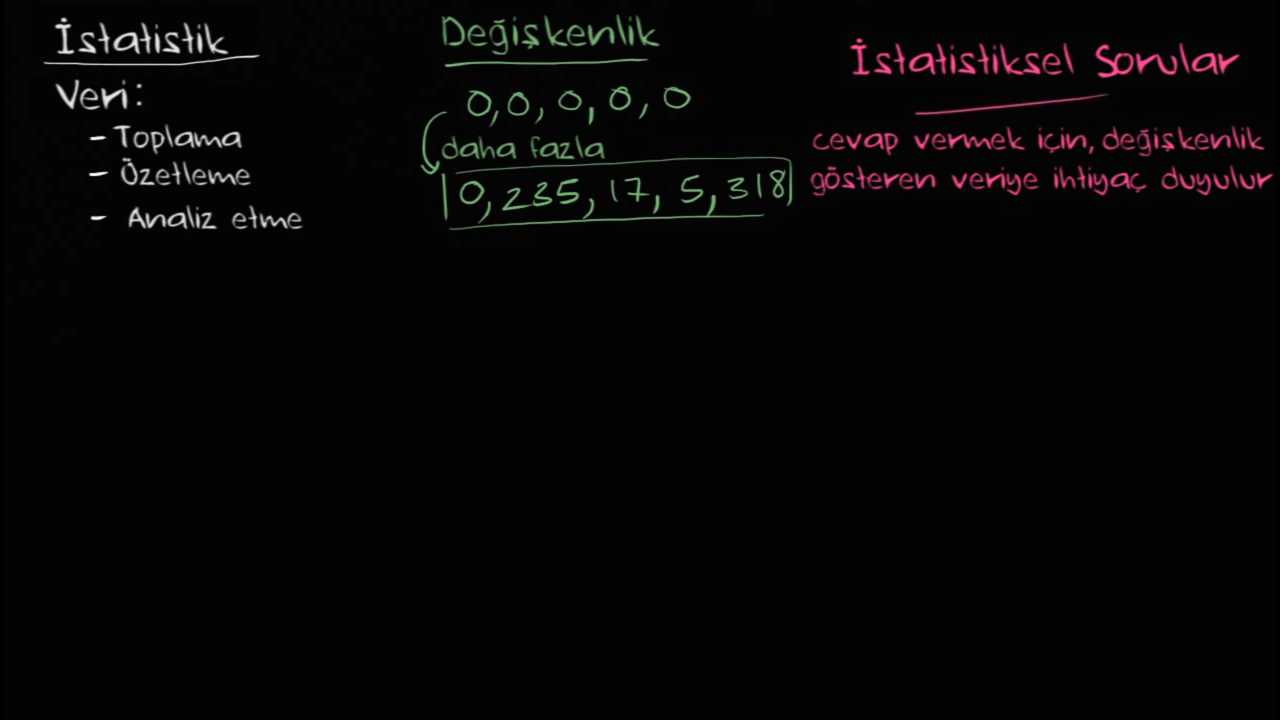 İstatistik
Veri:
- Toplama
- Özetleme
- Analiz etme
Değişkenlik
0, 0, 0, 0, 0
daha fazla
0, 235, 17, 5, 318
İstatistiksel Sorular
cevap vermek için, değişkenlik
gösteren veriye ihtiyaç duyulur